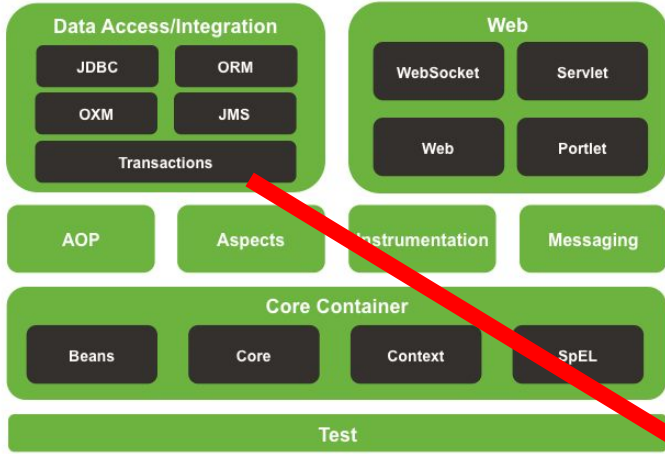 Data Access/Integration
JDBC ORM
OXM JMS
Transactions
Web
WebSocket Servlet
Web Portlet
AOP Aspects Instrumentation Messaging
Core Container
Beans Core Context SpEL
Test